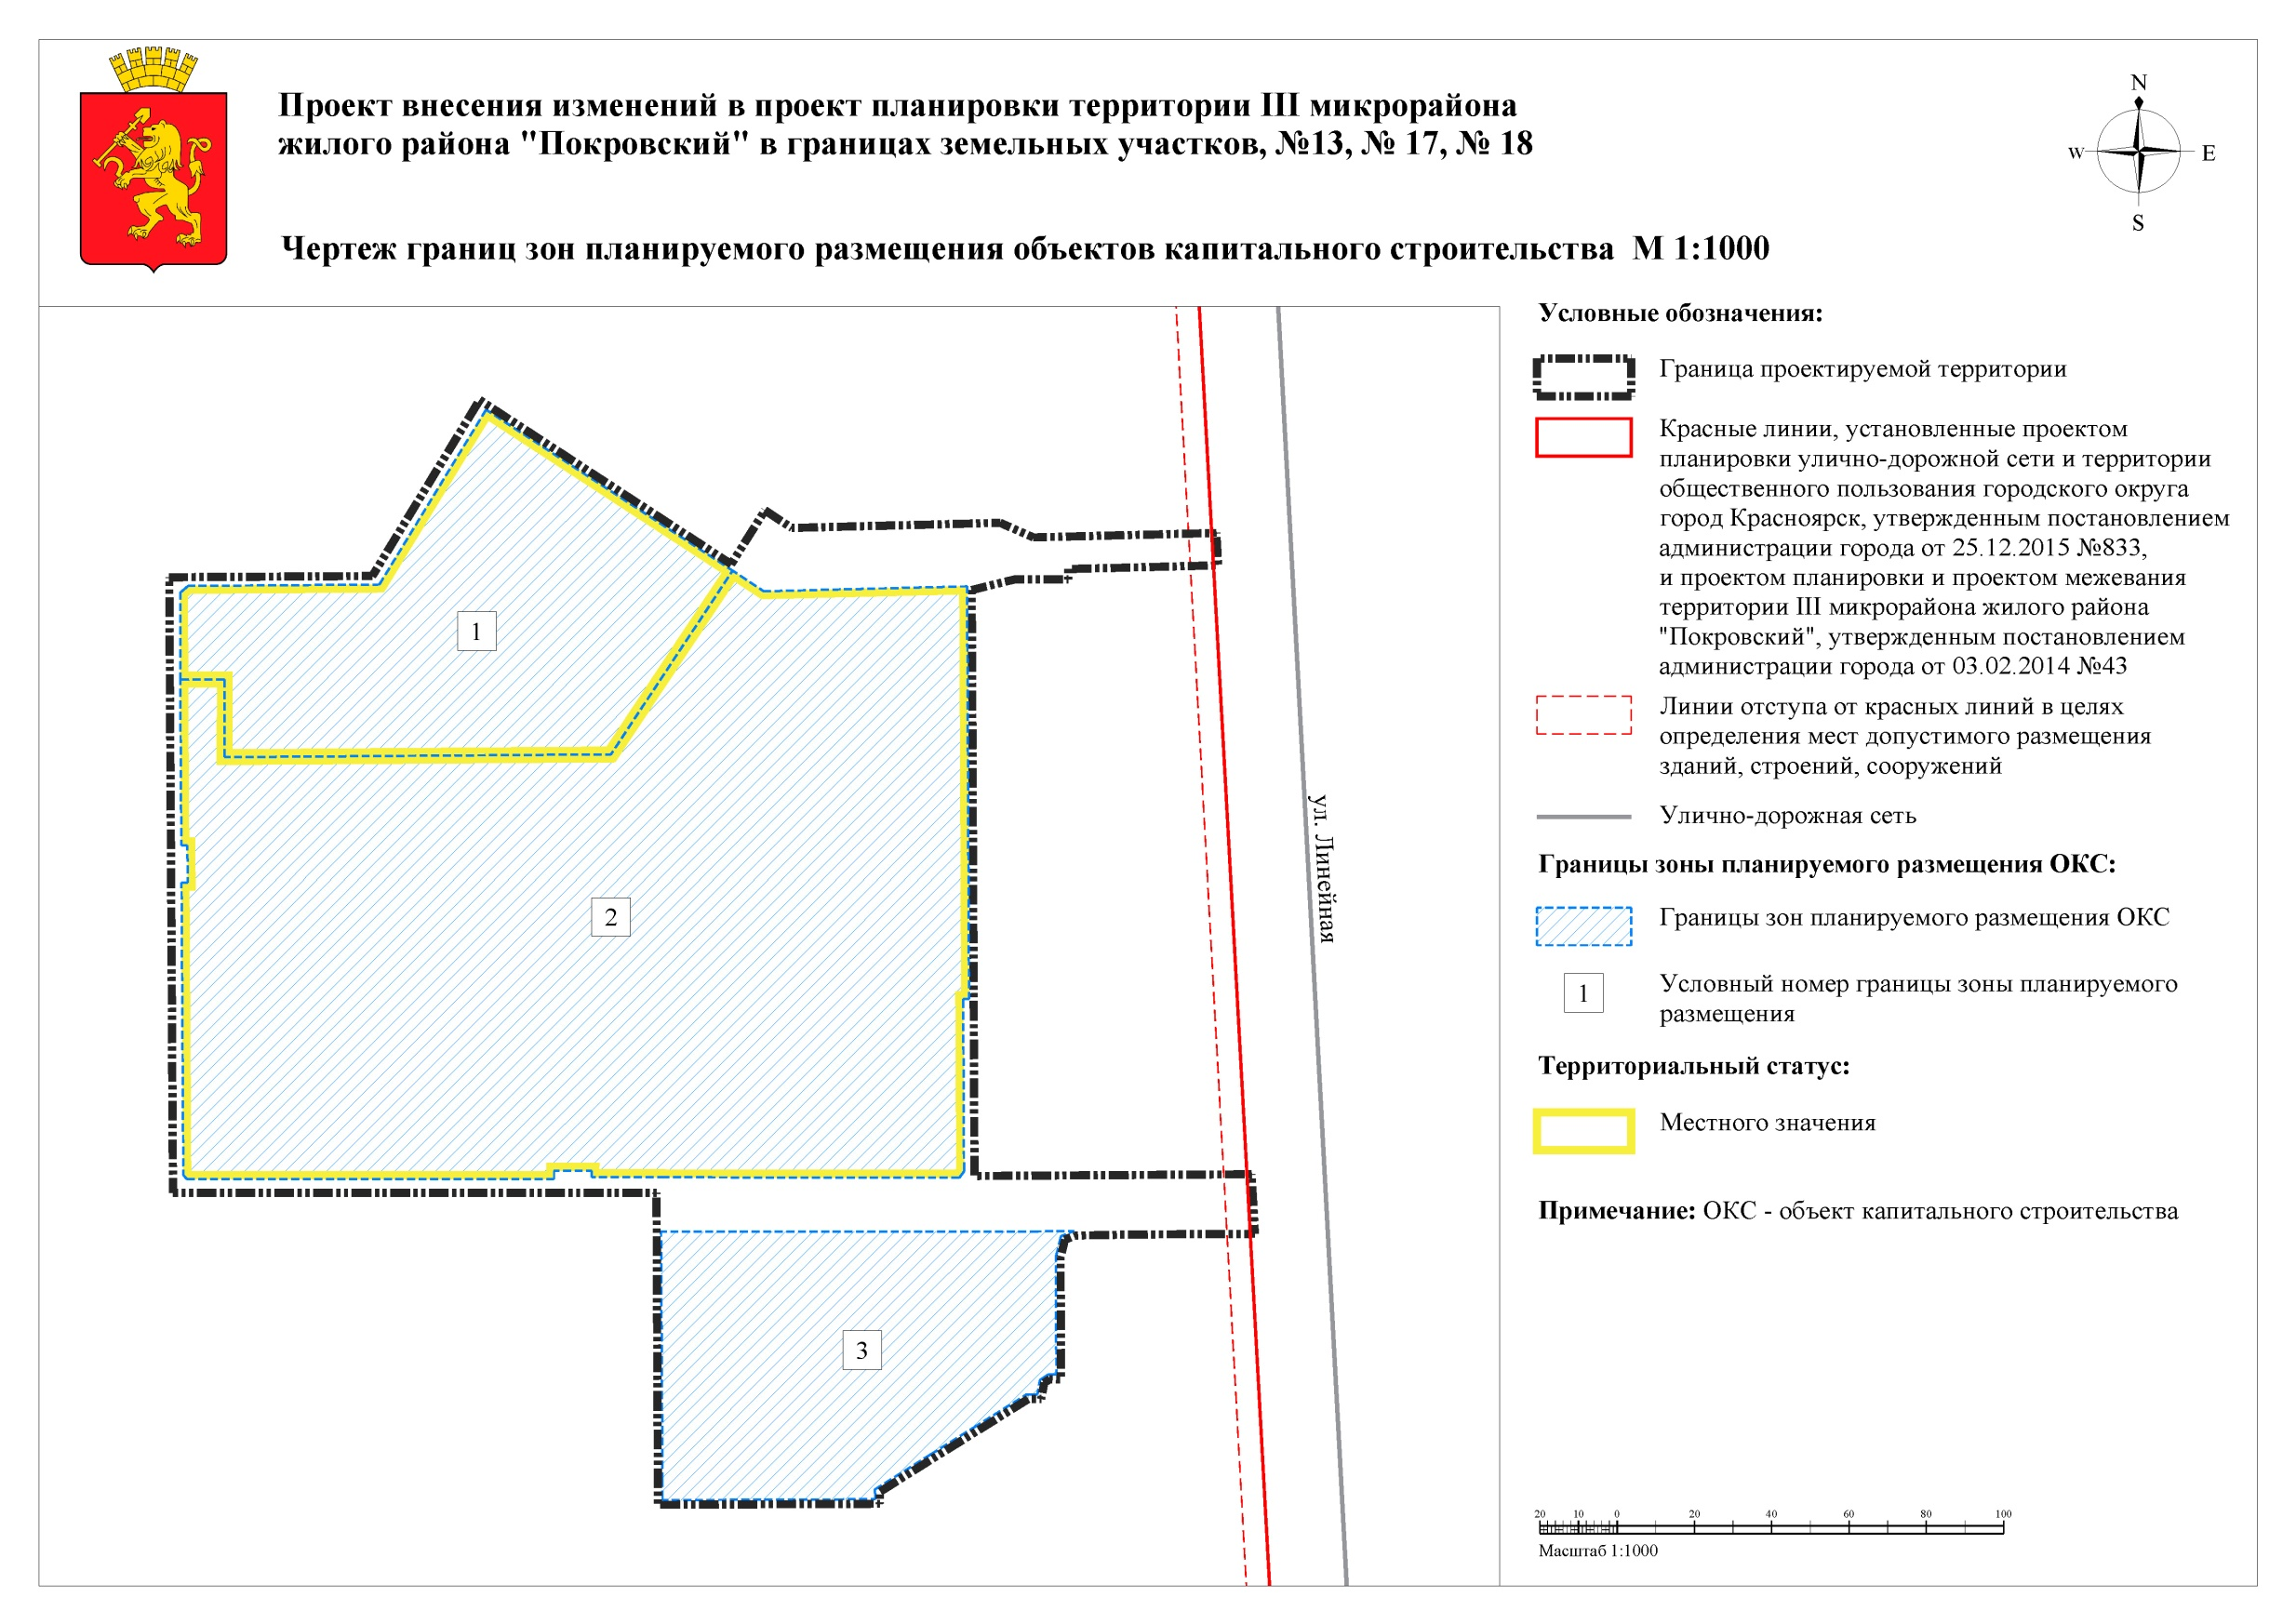 Проект внесения изменений в проект планировки территории III микрорайона
жилого района "Покровский" в границах земельных участков, №13, № 17, № 18
Чертеж границ зон планируемого размещения объектов капитального строительства М 1:1000
N
W
E
S
1
2
3
ул. Линейная
Условные обозначения:
Граница проектируемой территории
Красные линии, установленные проектом
планировки улично-дорожной сети и территории
общественного пользования городского округа
город Красноярск, утвержденным постановлением
администрации города от 25.12.2015 №833,
и проектом планировки и проектом межевания
территории III микрорайона жилого района
"Покровский", утвержденным постановлением
администрации города от 03.02.2014 №43
Линии отступа от красных линий в целях
определения мест допустимого размещения
зданий, строений, сооружений
Улично-дорожная сеть
Границы зоны планируемого размещения ОКС:
Границы зон планируемого размещения ОКС
1
Условный номер границы зоны планируемого
размещения
Территориальный статус:
Местного значения
Примечание: ОКС - объект капитального строительства
20 10 0 20 40 60 80 100
Масштаб 1:1000